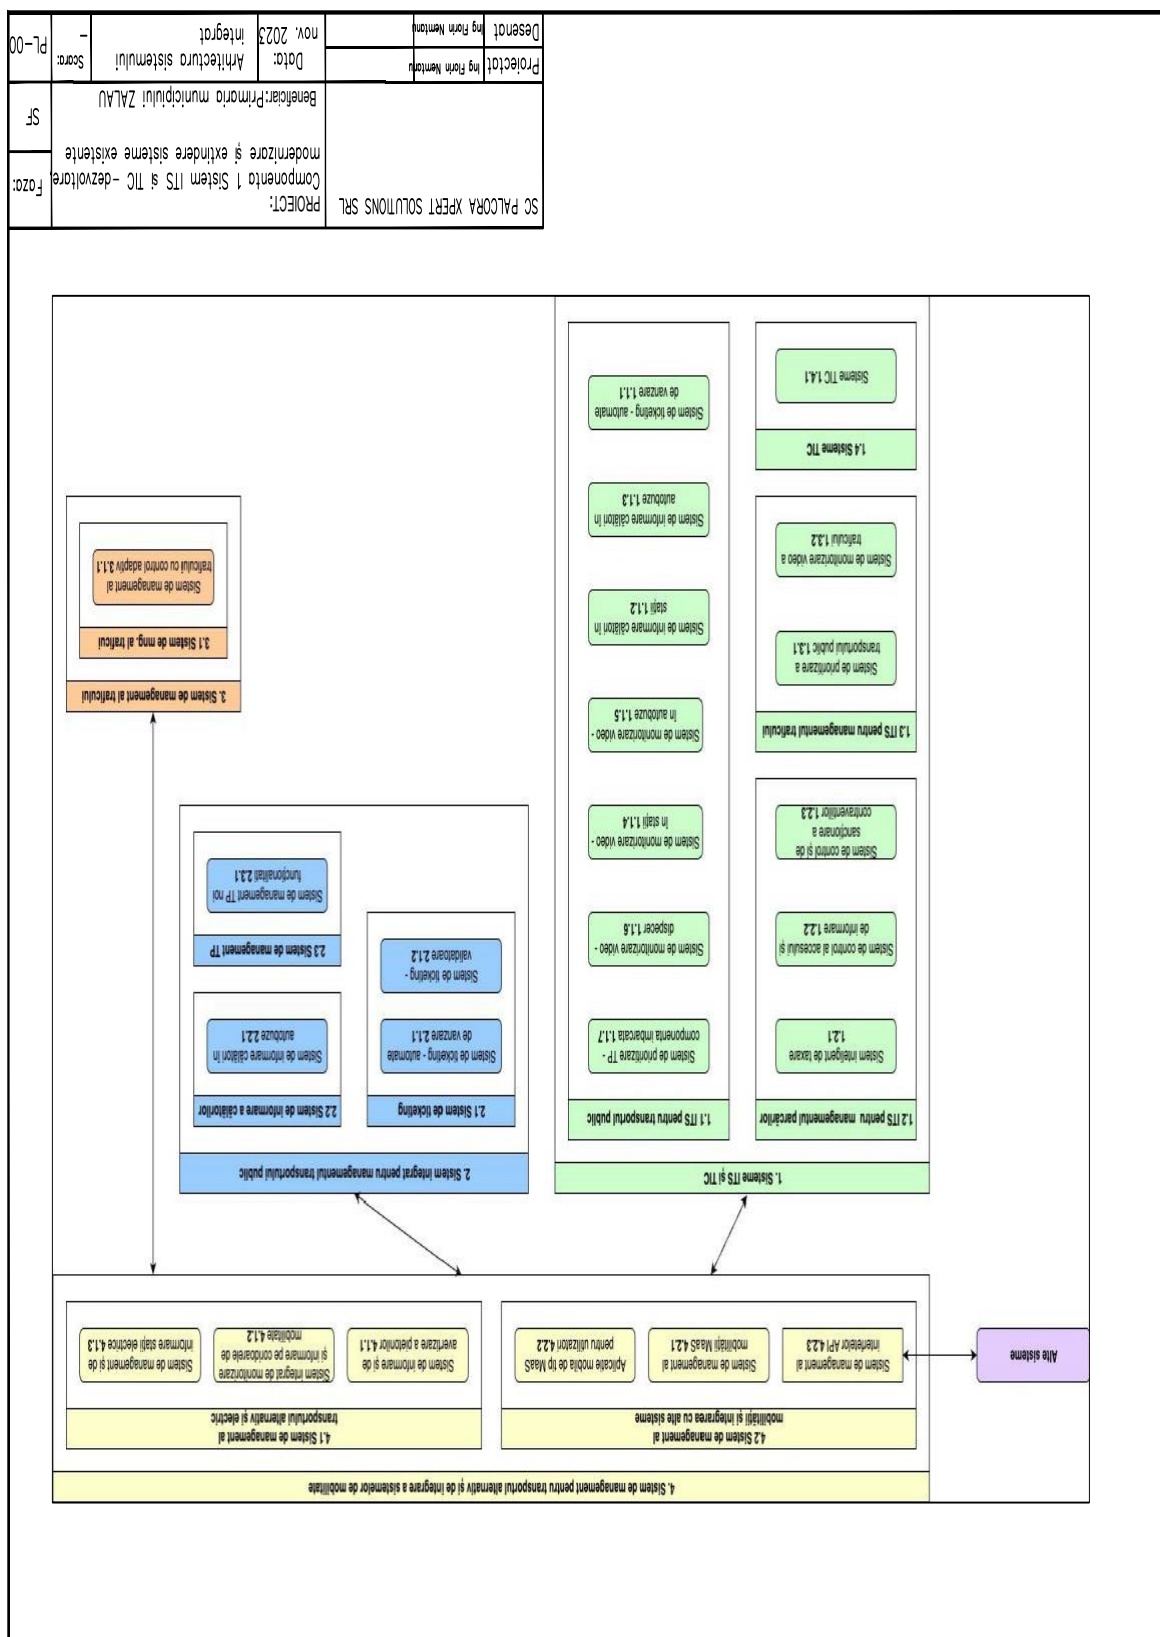 4. Sistem de management pentru transportul alternativ și de integrare a sistemelor de mobilitate
4.2 Sistem de management al
mobilității și integrarea cu alte sisteme
4.1 Sistem de management al
transportului alternativ și electric
Alte sisteme
Sistem de management al
interfețelor API 4.2.3
Sistem de management al
mobilității MaaS 4.2.1
Aplicatie mobila de tip MaaS
pentru utilizatori 4.2.2
Sistem de informare și de
avertizare a pietonilor 4.1.1
Sistem integrat de monitorizare
și informare pe coridoarele de
mobilitate 4.1.2
Sistem de management și de
informare stații electrice 4.1.3
1. Sisteme ITS și TIC
1.2 ITS pentru managementul parcărilor
Sistem inteligent de taxare
1.2.1
Sistem de control al accesului și
de informare 1.2.2
Sistem de control și de
sancționare a
contraventiilor 1.2.3
1.3 ITS pentru managementul traficului
Sistem de prioritizare a
transportului public 1.3.1
Sistem de monitorizare video a
traficului 1.3.2
1.4 Sisteme TIC
Sisteme TIC 1.4.1
1.1 ITS pentru transportul public
Sistem de prioritizare TP -
componenta imbarcata 1.1.7
Sistem de monitorizare video -
dispecer 1.1.6
Sistem de monitorizare video -
în stații 1.1.4
Sistem de monitorizare video -
în autobuze 1.1.5
Sistem de informare călători în
stații 1.1.2
Sistem de informare călători în
autobuze 1.1.3
Sistem de ticketing - automate
de vanzare 1.1.1
2. Sistem integrat pentru managementul transportului public
2.1 Sistem de ticketing
Sistem de ticketing - automate
de vanzare 2.1.1
Sistem de ticketing -
validatoare 2.1.2
2.2 Sistem de informare a călătorilor
Sistem de informare călători în
autobuze 2.2.1
2.3 Sistem de management TP
Sistem de management TP noi
funcționalitati 2.3.1
3. Sistem de management al traficului
3.1 Sistem de mng. al traficui
Sistem de management al
traficului cu control adaptiv 3.1.1
SC PALCORA XPERT SOLUTIONS SRL
PROIECT:
Componenta 1 Sistem ITS si TIC -dezvoltare,
modernizare și extindere sisteme existente
Beneficiar:Primaria municipiului ZALAU
Faza:
SF
Proiectat
Ing Florin Nemtanu
Desenat
Ing Florin Nemtanu
Data:
nov. 2023
Arhitectura sistemului
integrat
Scara:
-
PL-00